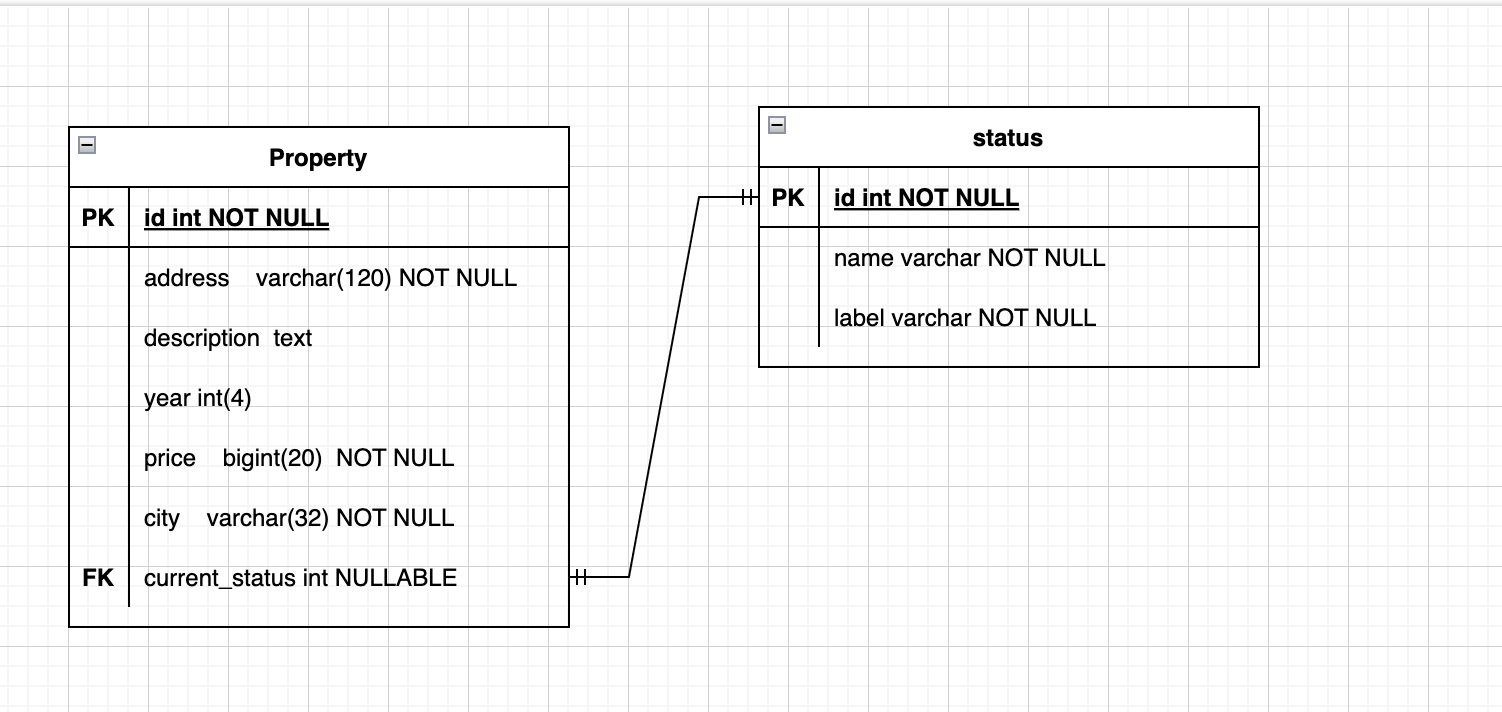 Property
PK id int NOT NULL
address varchar(120) NOT NULL
description text
year int(4)
price bigint(20) NOT NULL
city varchar(32) NOT NULL
FK current_status int NULLABLE
status
PK id int NOT NULL
name varchar NOT NULL
label varchar NOT NULL